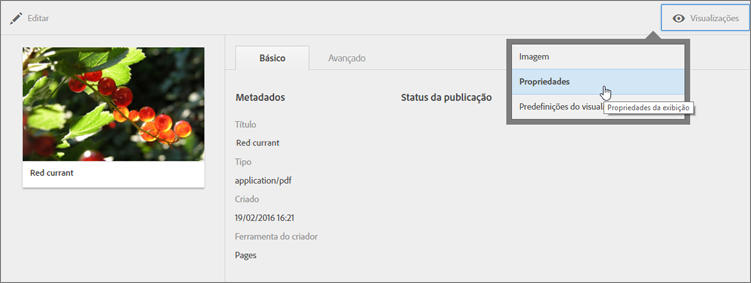 Editar
Visualizações
Básico
Avançado
Imagem
Propriedades
Predefinições do visual
Propriedades da exibição
Metadados
Status da publicação
Título
Red currant
Tipo
application/pdf
Criado
19/02/2016 16:21
Ferramenta do criador
Pages
Red currant